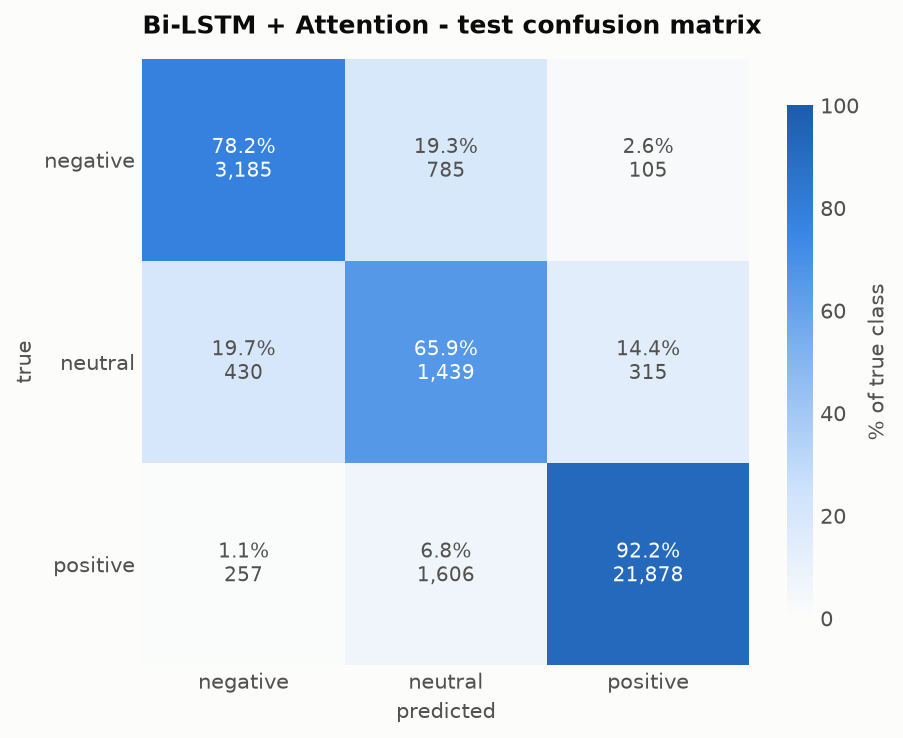 Bi-LSTM + Attention - test confusion matrix
negative
78.2%
3,185
19.3%
785
2.6%
105
neutral
19.7%
430
65.9%
1,439
14.4%
315
positive
1.1%
257
6.8%
1,606
92.2%
21,878
true
negative
neutral
positive
predicted
100
80
60
40
20
0
% of true class